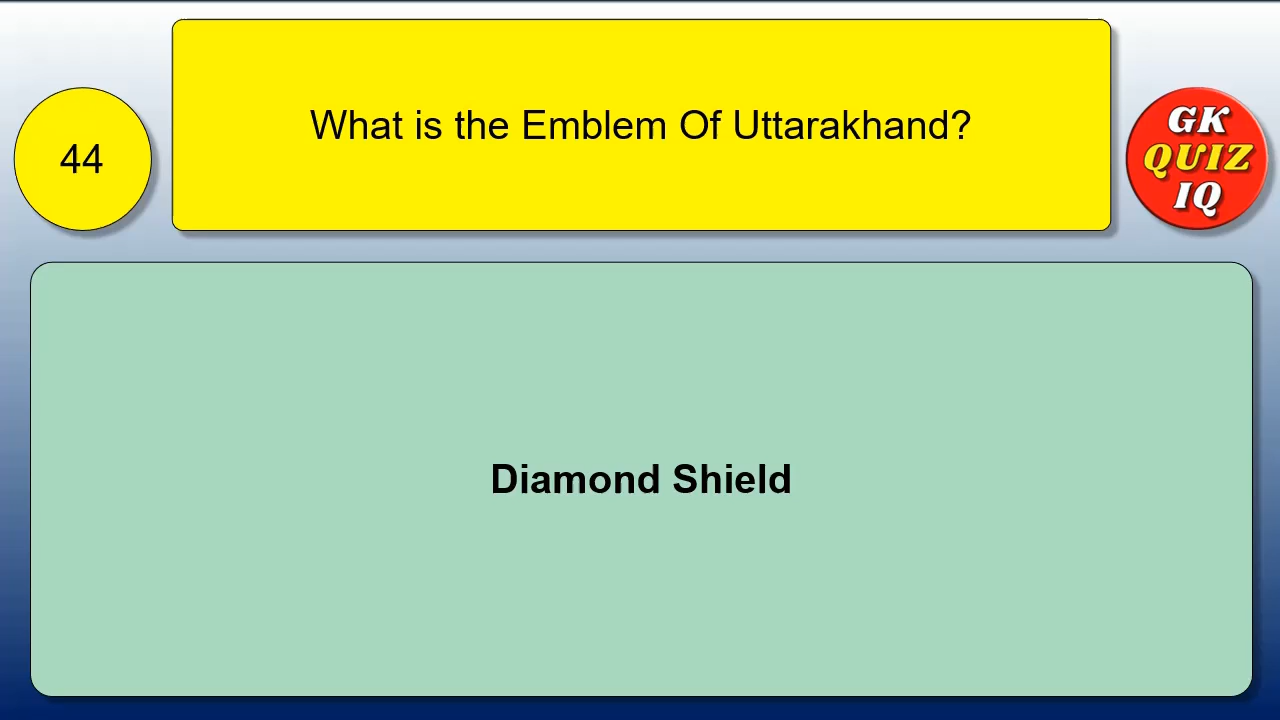 What is the Emblem Of Uttarakhand?
44
GK
QUIZ
IQ
Diamond Shield